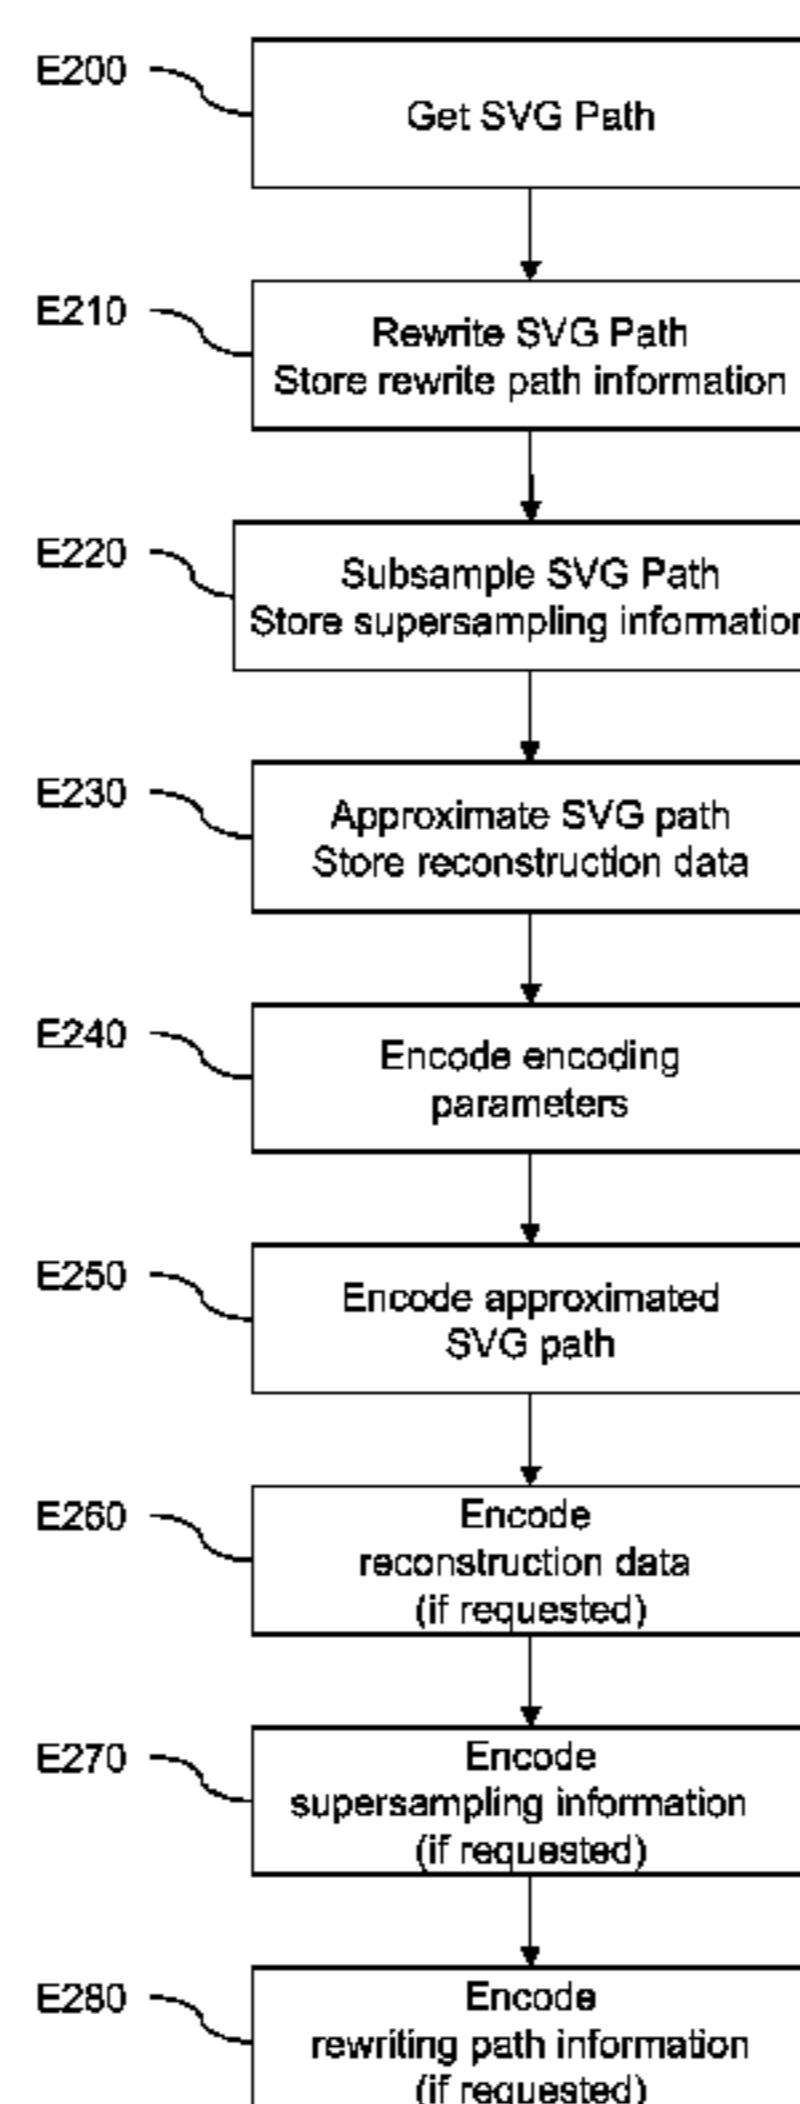 E200
Get SVG Path
E210
Rewrite SVG Path
Store rewrite path information
E220
Subsample SVG Path
Store supersampling information
E230
Approximate SVG path
Store reconstruction data
E240
Encode encoding
parameters
E250
Encode approximated
SVG path
E260
Encode
reconstruction data
(if requested)
E270
Encode
supersampling information
(if requested)
E280
Encode
rewriting path information
(if requested)